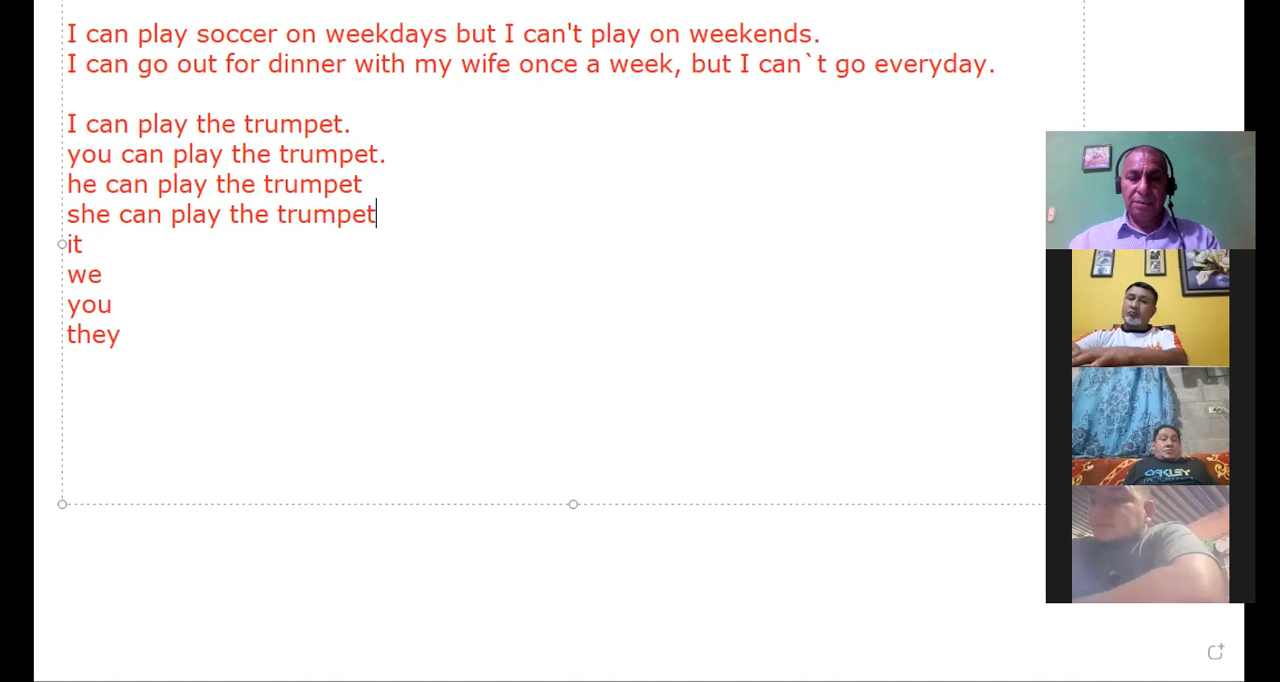 I can play soccer on weekdays but I can't play on weekends.
I can go out for dinner with my wife once a week, but I can`t go everyday.
I can play the trumpet.
you can play the trumpet.
he can play the trumpet
she can play the trumpet
it
we
you
they
OAKLEY